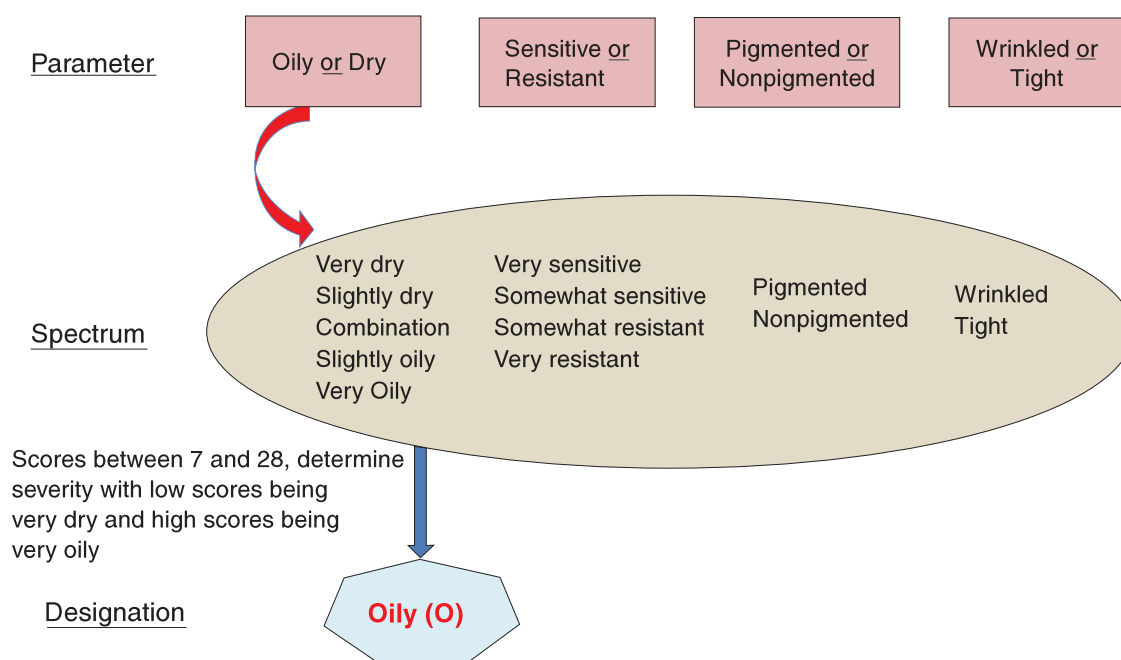 Parameter
Oily or Dry
Sensitive or
Resistant
Pigmented or
Nonpigmented
Wrinkled or
Tight
Spectrum
Very dry
Slightly dry
Combination
Slightly oily
Very Oily
Very sensitive
Somewhat sensitive
Somewhat resistant
Very resistant
Pigmented
Nonpigmented
Wrinkled
Tight
Scores between 7 and 28, determine
severity with low scores being
very dry and high scores being
very oily
Designation
Oily (O)